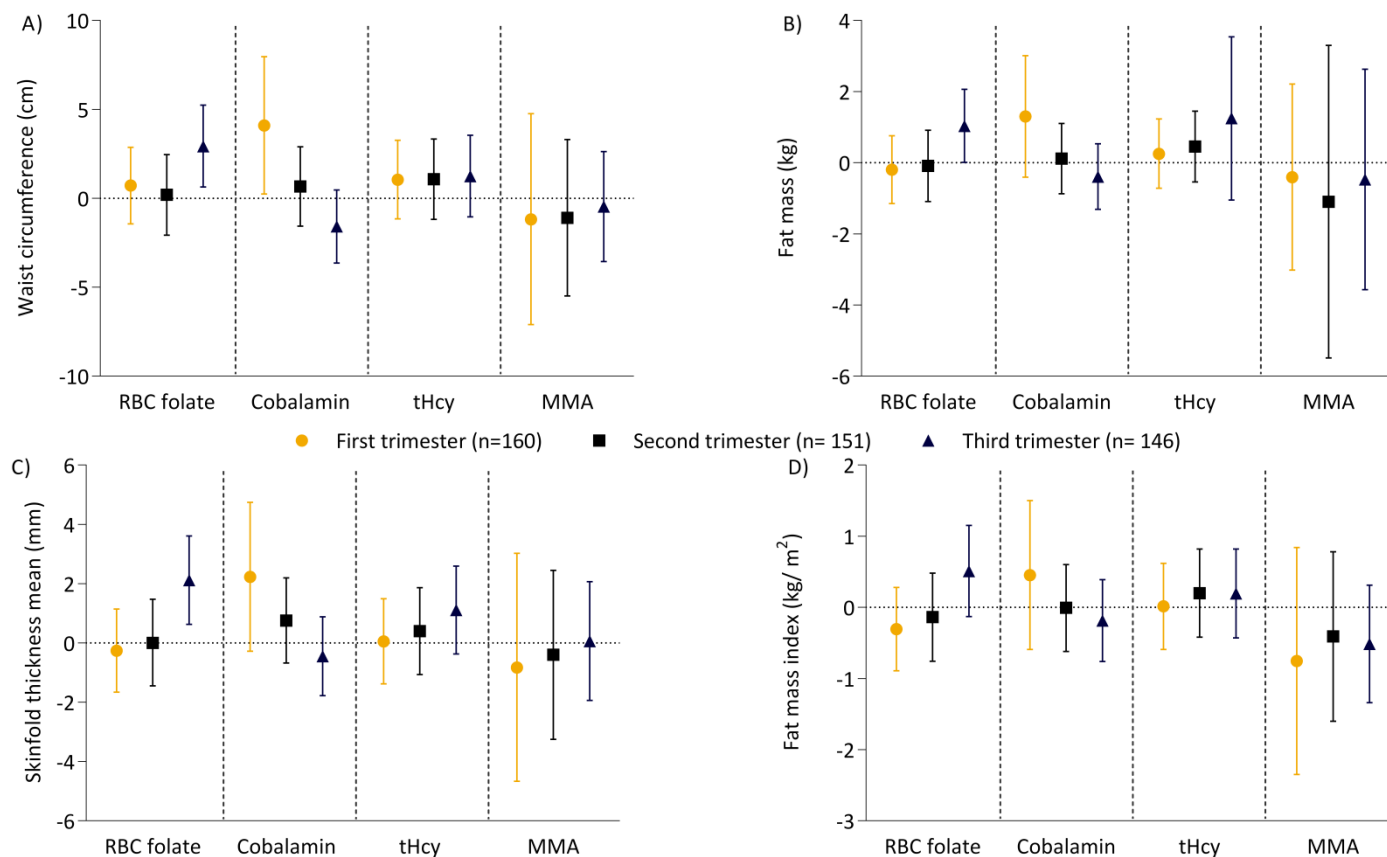 A)
Waist circumference (cm)
10
5
0
-5
-10
RBC folate Cobalamin tHcy MMA
B)
Fat mass (kg)
4
2
0
-2
-4
-6
RBC folate Cobalamin tHcy MMA
First trimester (n=160) Second trimester (n= 151) Third trimester (n= 146)
C)
Skinfold thickness mean (mm)
6
4
2
0
-2
-4
-6
RBC folate Cobalamin tHcy MMA
D)
Fat mass index (kg/ m²)
2
1
0
-1
-2
-3
RBC folate Cobalamin tHcy MMA